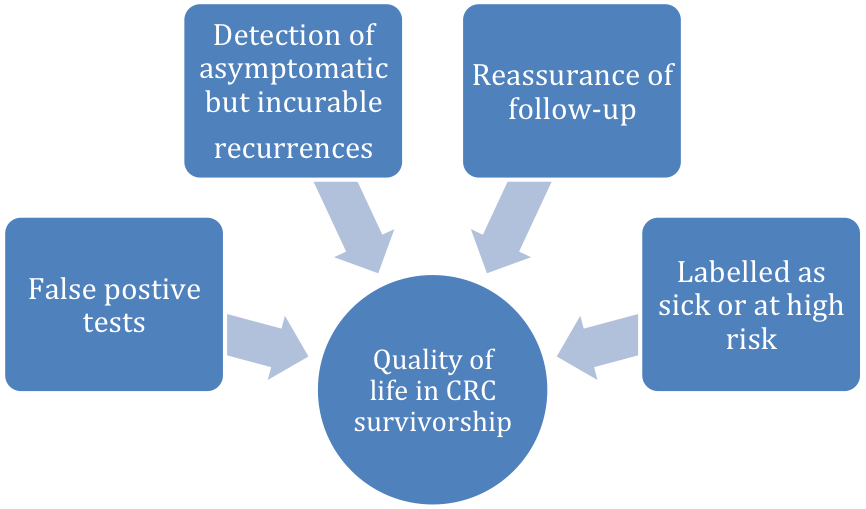 Detection of
asymptomatic
but incurable
recurrences
Reassurance of
follow-up
False postive
tests
Labelled as
sick or at high
risk
Quality of
life in CRC
survivorship